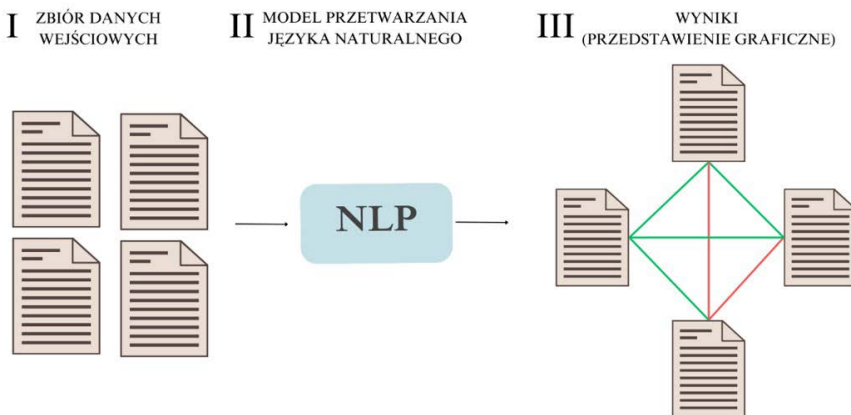 I ZBIÓR DANYCH
WEJŚCIOWYCH
II MODEL PRZETWARZANIA
JĘZYKA NATURALNEGO
III WYNIKI
(PRZEDSTAWIENIE GRAFICZNE)
NLP